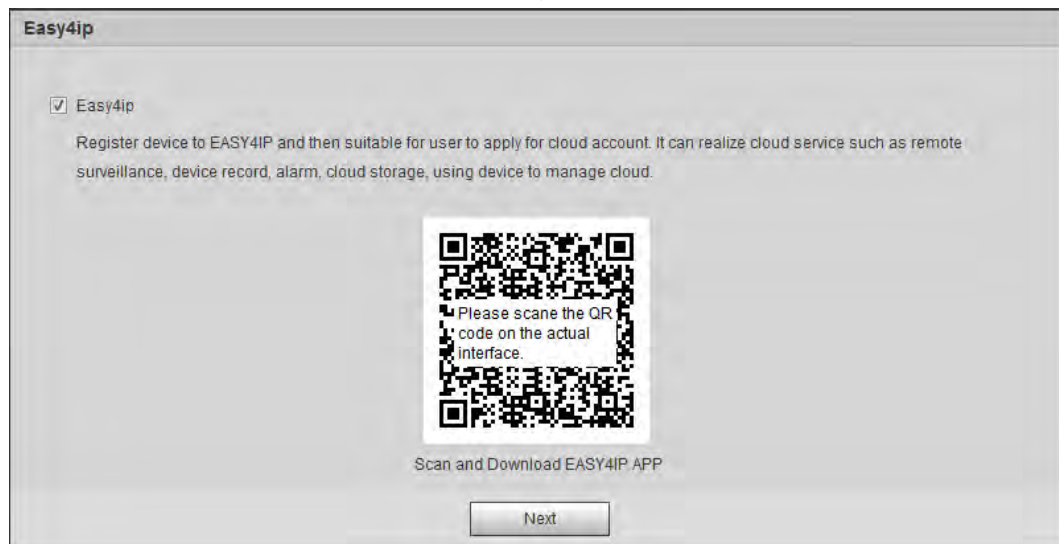 Easy4ip
Easy4ip
Register device to EASY4IP and then suitable for user to apply for cloud account. It can realize cloud service such as remote
surveillance, device record, alarm, cloud storage, using device to manage cloud.
Please scane the QR
code on the actual
interface.
Scan and Download EASY4IP APP
Next